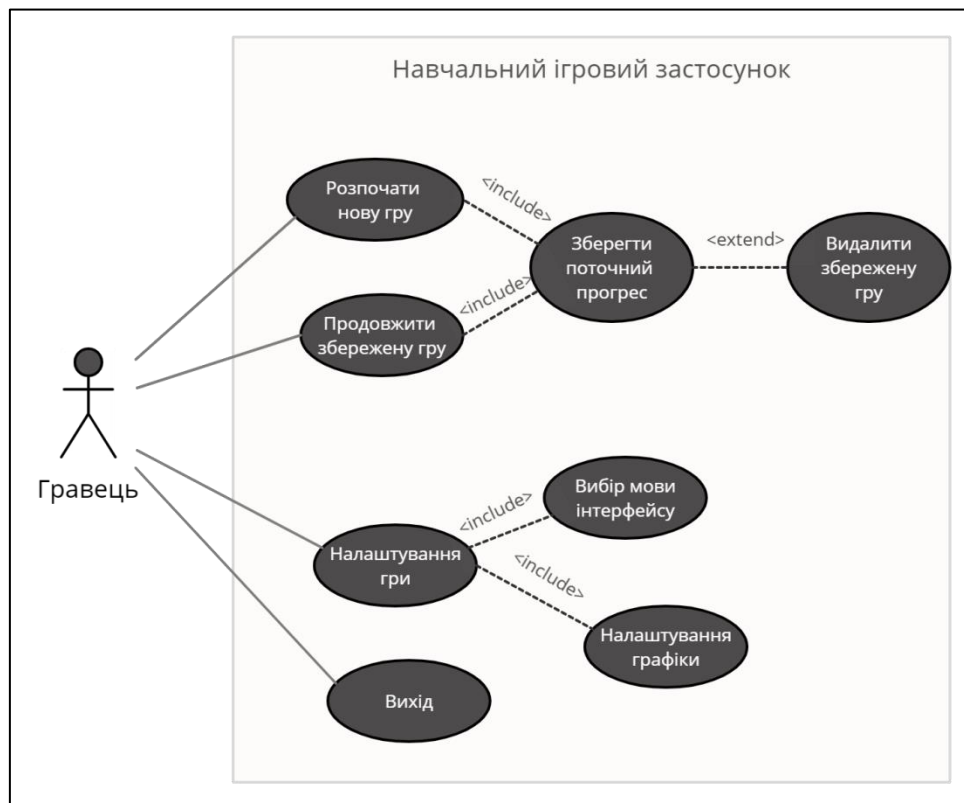 Навчальний ігровий застосунок
Розпочати
нову гру
<include>
Зберегти
поточний
прогрес
<extend>
Видалити
збережену
гру
<include>
Продовжити
збережену гру
Гравець
Вибір мови
інтерфейсу
<include>
Налаштування
гри
<include>
Налаштування
графіки
Вихід